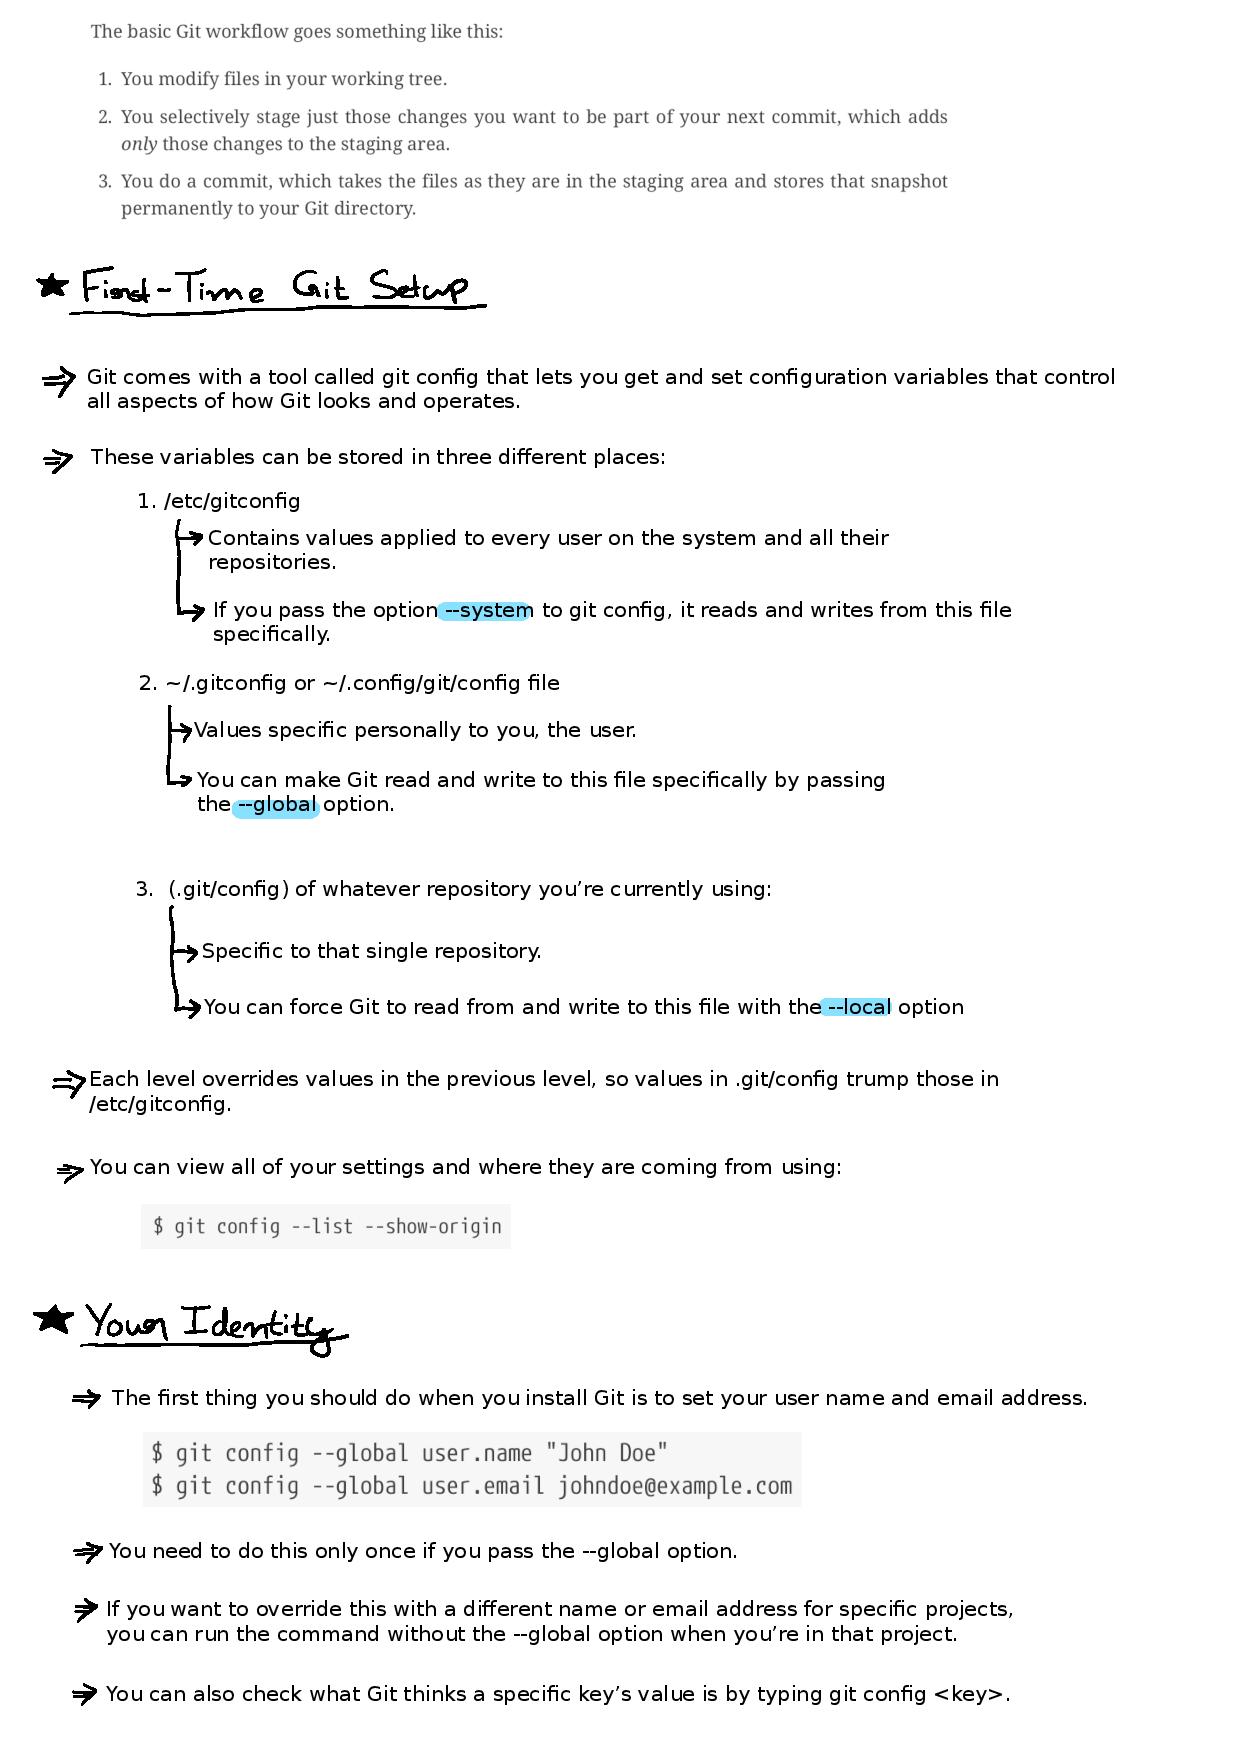 The basic Git workflow goes something like this:
1. You modify files in your working tree.
2. You selectively stage just those changes you want to be part of your next commit, which adds
only those changes to the staging area.
3. You do a commit, which takes the files as they are in the staging area and stores that snapshot
permanently to your Git directory.
First-Time Git Setup
Git comes with a tool called git config that lets you get and set configuration variables that control
all aspects of how Git looks and operates.
These variables can be stored in three different places:
1. /etc/gitconfig
Contains values applied to every user on the system and all their
repositories.
If you pass the option --system to git config, it reads and writes from this file
specifically.
2. ~/.gitconfig or ~/.config/git/config file
Values specific personally to you, the user.
You can make Git read and write to this file specifically by passing
the --global option.
3. (.git/config) of whatever repository you’re currently using:
Specific to that single repository.
You can force Git to read from and write to this file with the --local option
Each level overrides values in the previous level, so values in .git/config trump those in
/etc/gitconfig.
You can view all of your settings and where they are coming from using:
$ git config --list --show-origin
Your Identity
The first thing you should do when you install Git is to set your user name and email address.
$ git config --global user.name "John Doe"
$ git config --global user.email johndoe@example.com
You need to do this only once if you pass the --global option.
If you want to override this with a different name or email address for specific projects,
you can run the command without the --global option when you’re in that project.
You can also check what Git thinks a specific key’s value is by typing git config <key>.